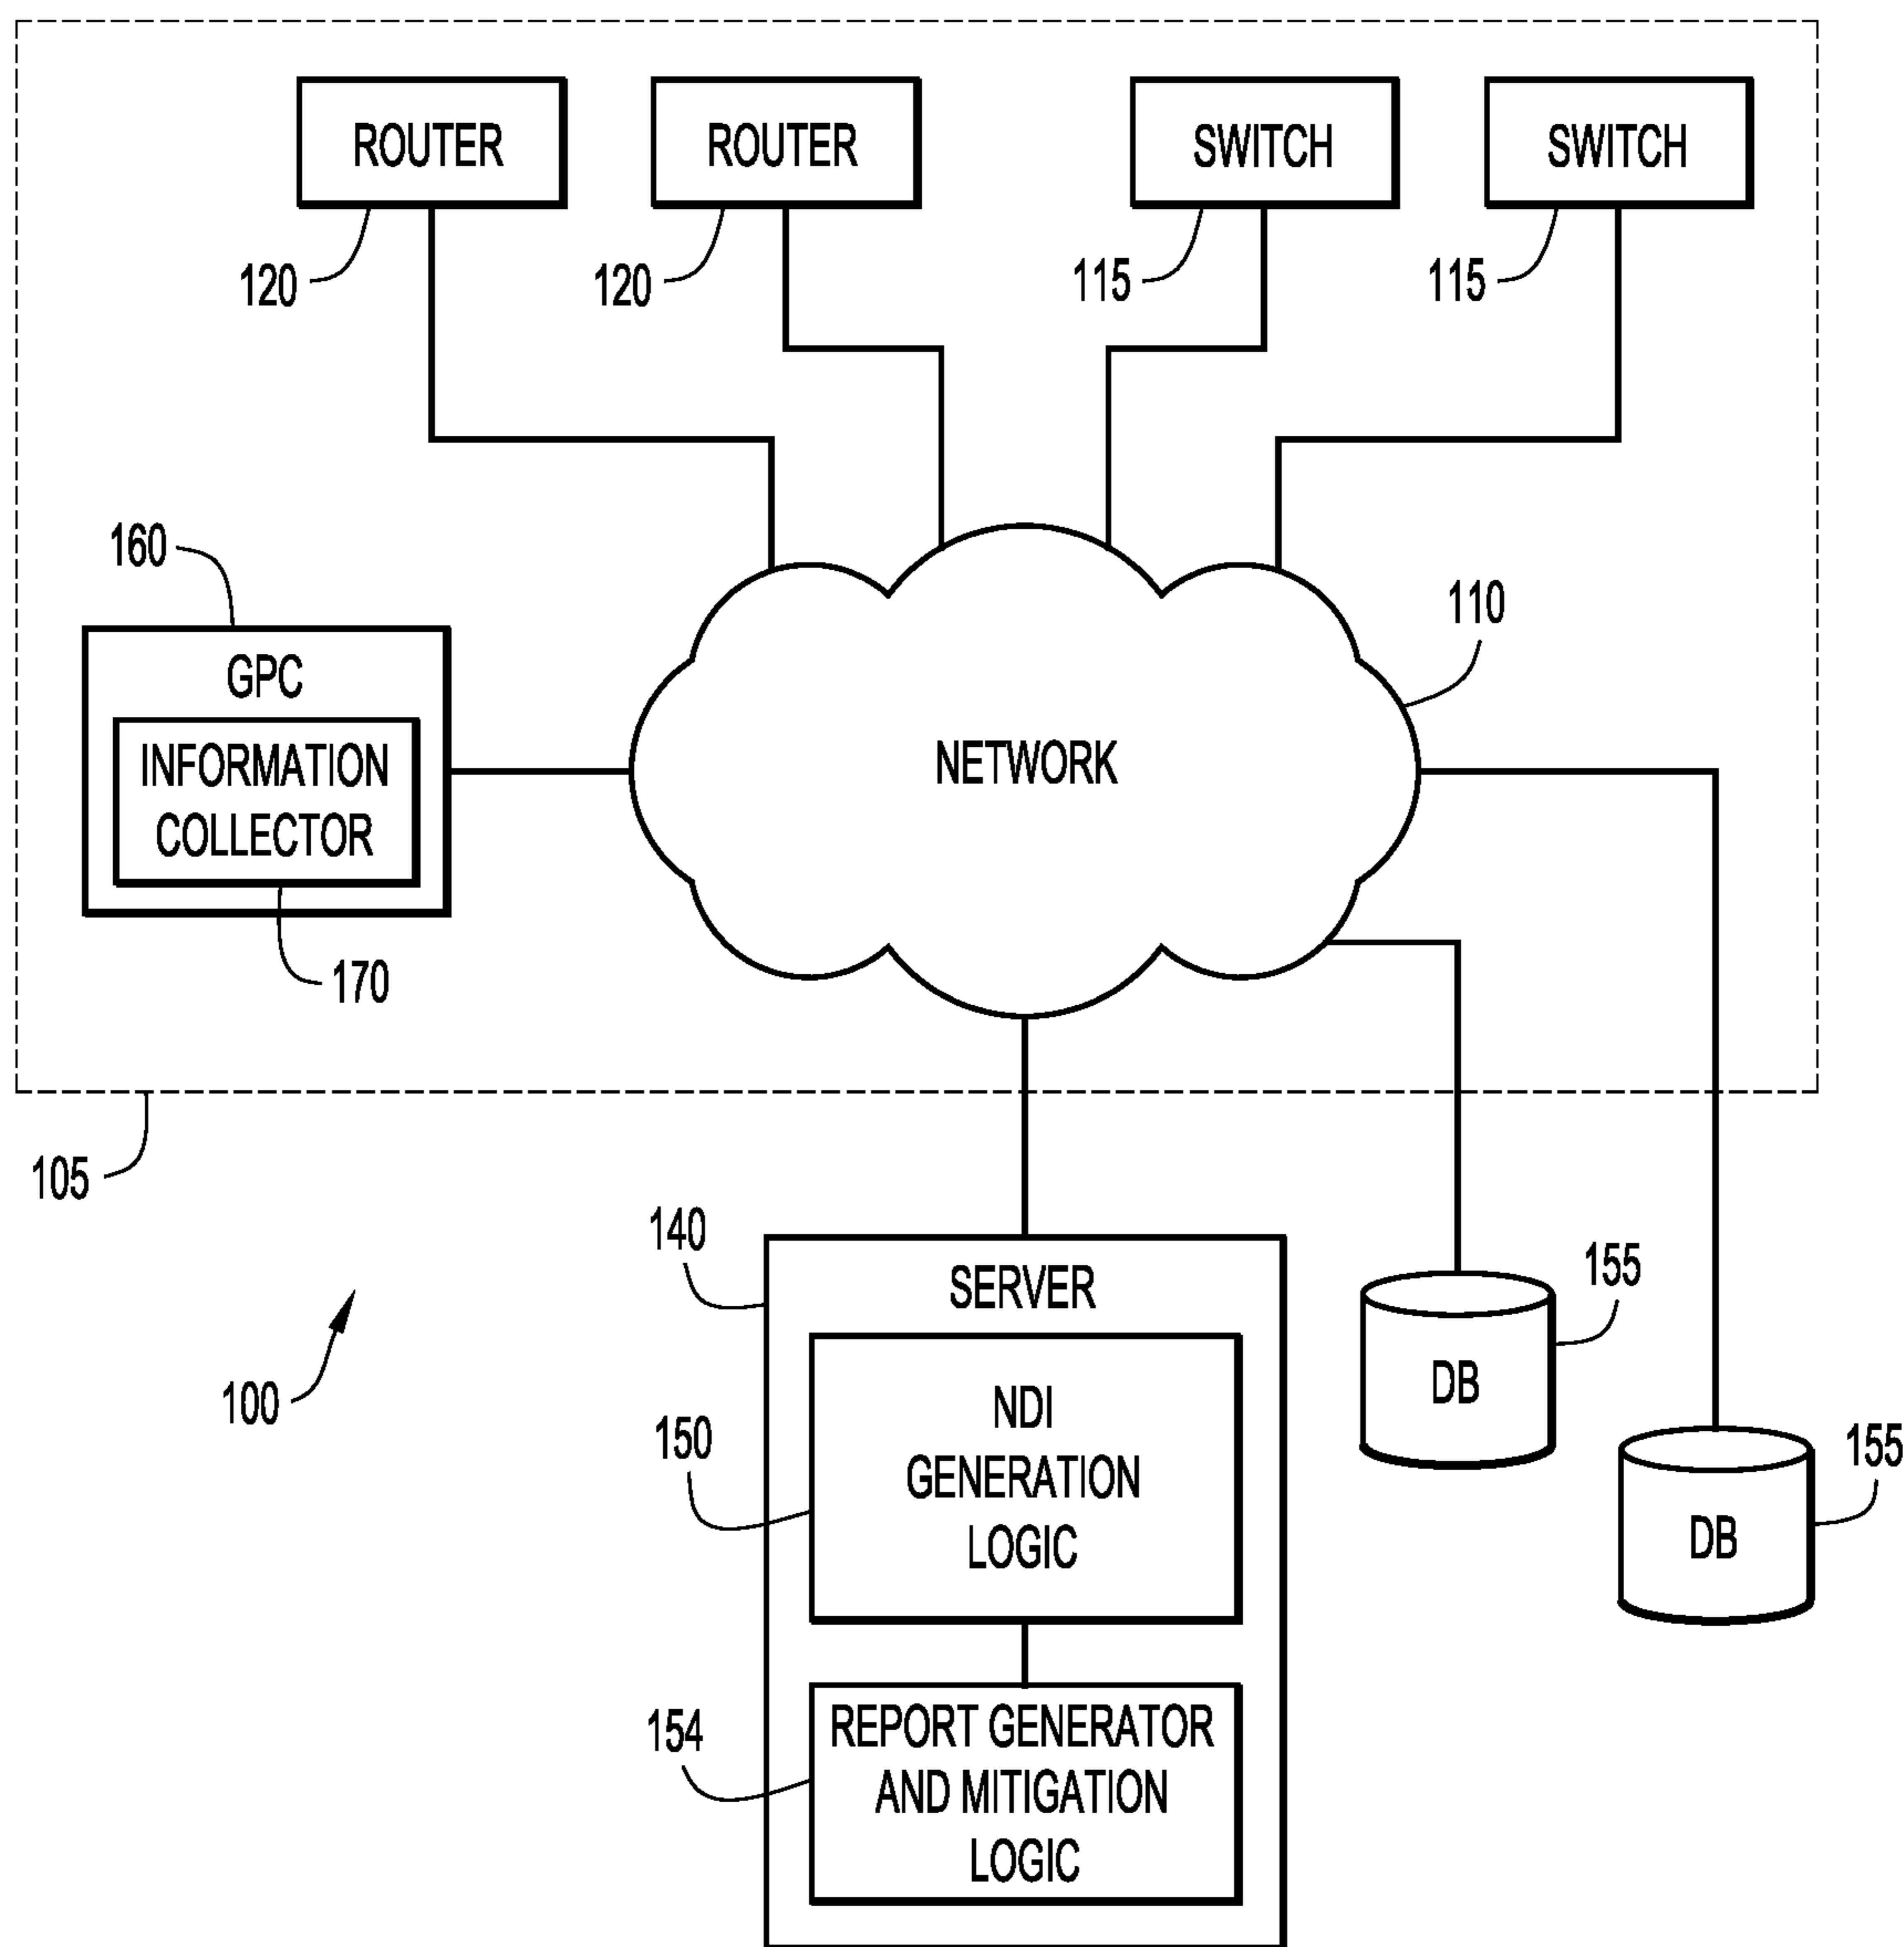 ROUTER
ROUTER
SWITCH
SWITCH
120
120
115
115
160
110
GPC
INFORMATION
COLLECTOR
NETWORK
170
105
140
SERVER
155
155
100
NDI
GENERATION
LOGIC
150
DB
DB
154
REPORT GENERATOR
AND MITIGATION
LOGIC